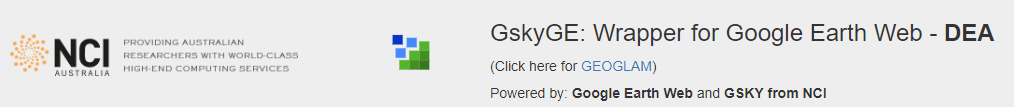 NCI
AUSTRALIA
PROVIDING AUSTRALIAN
RESEARCHERS WITH WORLD-CLASS
HIGH-END COMPUTING SERVICES
GskyGE: Wrapper for Google Earth Web - DEA
(Click here for GEOGLAM)
Powered by: Google Earth Web and GSKY from NCI